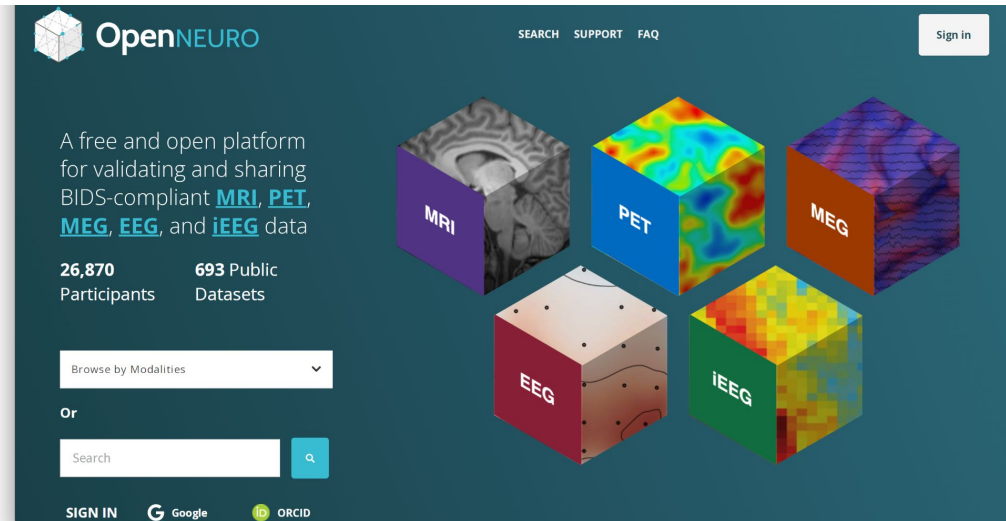 OpenNEURO
SEARCH SUPPORT FAQ
Sign in
A free and open platform
for validating and sharing
BIDS-compliant MRI, PET,
MEG, EEG, and iEEG data
26,870 693 Public
Participants Datasets
Browse by Modalities
Or
Search
SIGN IN G Google iD ORCID
MRI
PET
MEG
EEG
iEEG